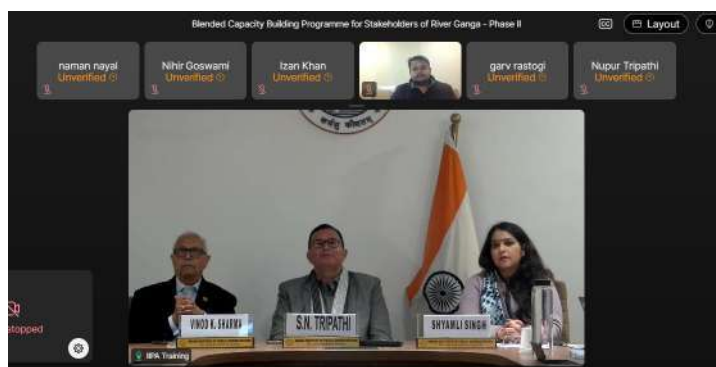 Blended Capacity Building Programme for Stakeholders of River Ganga - Phase II
CC
Layout
naman nayal
Unverified
Nihir Goswami
Unverified
Izan Khan
Unverified
garv rastogi
Unverified
Nupur Tripathi
Unverified
VINOD K. SHARMA
S.N. TRIPATHI
SHYAMLI SINGH
stopped
IIPA Training